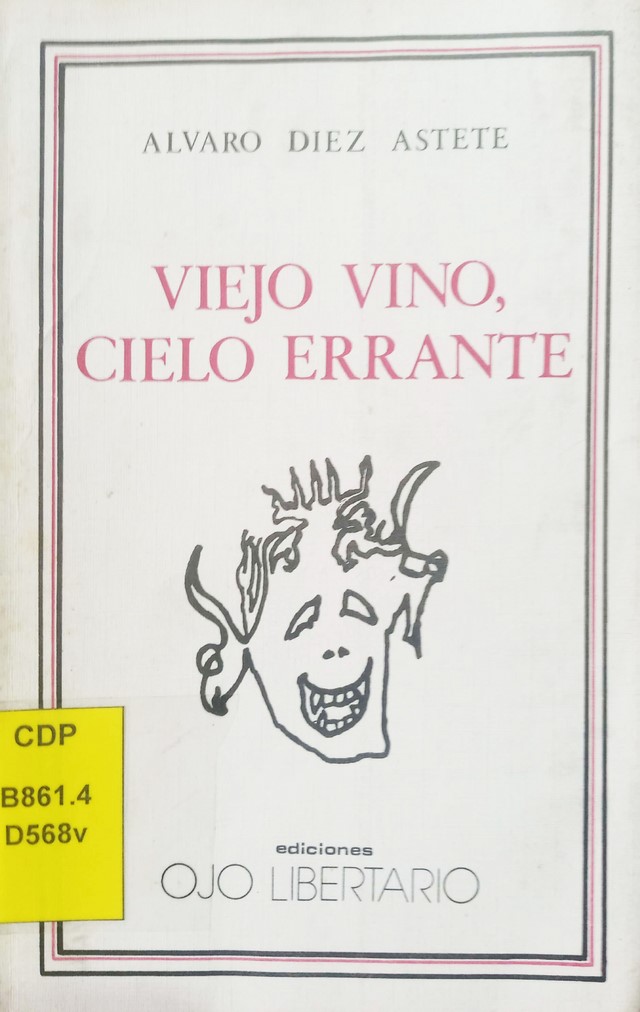 ALVARO DIEZ ASTETE
VIEJO VINO,
CIELO ERRANTE
CDP
B861.4
D568v
ediciones
OJO LIBERTARIO